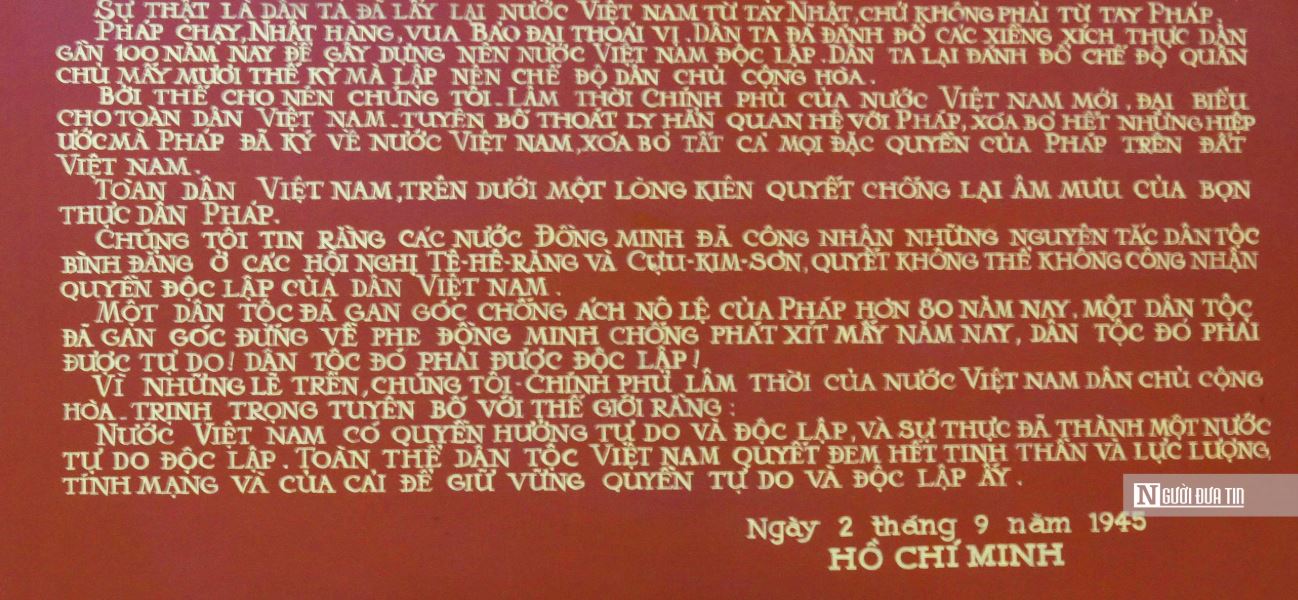 SỰ THẬT LÀ DÂN TA ĐÃ LẤY LẠI NƯỚC VIỆT NAM TỪ TAY NHẬT, CHỨ KHÔNG PHẢI TỪ TAY PHÁP.
PHÁP CHẠY, NHẬT HÀNG, VUA BẢO ĐẠI THOÁI VỊ. DÂN TA ĐÃ ĐÁNH ĐỔ CÁC XIỀNG XÍCH THỰC DÂN
GẦN 100 NĂM NAY ĐỂ GÂY DỰNG NÊN NƯỚC VIỆT NAM ĐỘC LẬP. DÂN TA LẠI ĐÁNH ĐỔ CHẾ ĐỘ QUÂN
CHỦ MẤY MƯƠI THẾ KỶ MÀ LẬP NÊN CHẾ ĐỘ DÂN CHỦ CỘNG HÒA.
BỞI THẾ CHO NÊN CHÚNG TÔI - LÂM THỜI CHÍNH PHỦ CỦA NƯỚC VIỆT NAM MỚI, ĐẠI BIỂU
CHO TOÀN DÂN VIỆT NAM - TUYÊN BỐ THOÁT LY HẲN QUAN HỆ VỚI PHÁP, XÓA BỎ HẾT NHỮNG HIỆP
ƯỚC MÀ PHÁP ĐÃ KÝ VỀ NƯỚC VIỆT NAM, XÓA BỎ TẤT CẢ MỌI ĐẶC QUYỀN CỦA PHÁP TRÊN ĐẤT
VIỆT NAM.
TOÀN DÂN VIỆT NAM, TRÊN DƯỚI MỘT LÒNG KIÊN QUYẾT CHỐNG LẠI ÂM MƯU CỦA BỌN
THỰC DÂN PHÁP.
CHÚNG TÔI TIN RẰNG CÁC NƯỚC ĐỒNG MINH ĐÃ CÔNG NHẬN NHỮNG NGUYÊN TẮC DÂN TỘC
BÌNH ĐẲNG Ở CÁC HỘI NGHỊ TÊ-HÊ-RĂNG VÀ CỰU-KIM-SƠN, QUYẾT KHÔNG THỂ KHÔNG CÔNG NHẬN
QUYỀN ĐỘC LẬP CỦA DÂN VIỆT NAM.
MỘT DÂN TỘC ĐÃ GAN GÓC CHỐNG ÁCH NÔ LỆ CỦA PHÁP HƠN 80 NĂM NAY, MỘT DÂN TỘC
ĐÃ GAN GÓC ĐỨNG VỀ PHE ĐỒNG MINH CHỐNG PHÁT XÍT MẤY NĂM NAY, DÂN TỘC ĐÓ PHẢI
ĐƯỢC TỰ DO! DÂN TỘC ĐÓ PHẢI ĐƯỢC ĐỘC LẬP!
VÌ NHỮNG LẼ TRÊN, CHÚNG TÔI - CHÍNH PHỦ LÂM THỜI CỦA NƯỚC VIỆT NAM DÂN CHỦ CỘNG
HÒA - TRỊNH TRỌNG TUYÊN BỐ VỚI THẾ GIỚI RẰNG:
NƯỚC VIỆT NAM CÓ QUYỀN HƯỞNG TỰ DO VÀ ĐỘC LẬP, VÀ SỰ THỰC ĐÃ THÀNH MỘT NƯỚC
TỰ DO ĐỘC LẬP. TOÀN THỂ DÂN TỘC VIỆT NAM QUYẾT ĐEM HẾT TINH THẦN VÀ LỰC LƯỢNG,
TÍNH MẠNG VÀ CỦA CẢI ĐỂ GIỮ VỮNG QUYỀN TỰ DO VÀ ĐỘC LẬP ẤY.
NGƯỜI ĐƯA TIN
Ngày 2 tháng 9 năm 1945
HỒ CHÍ MINH